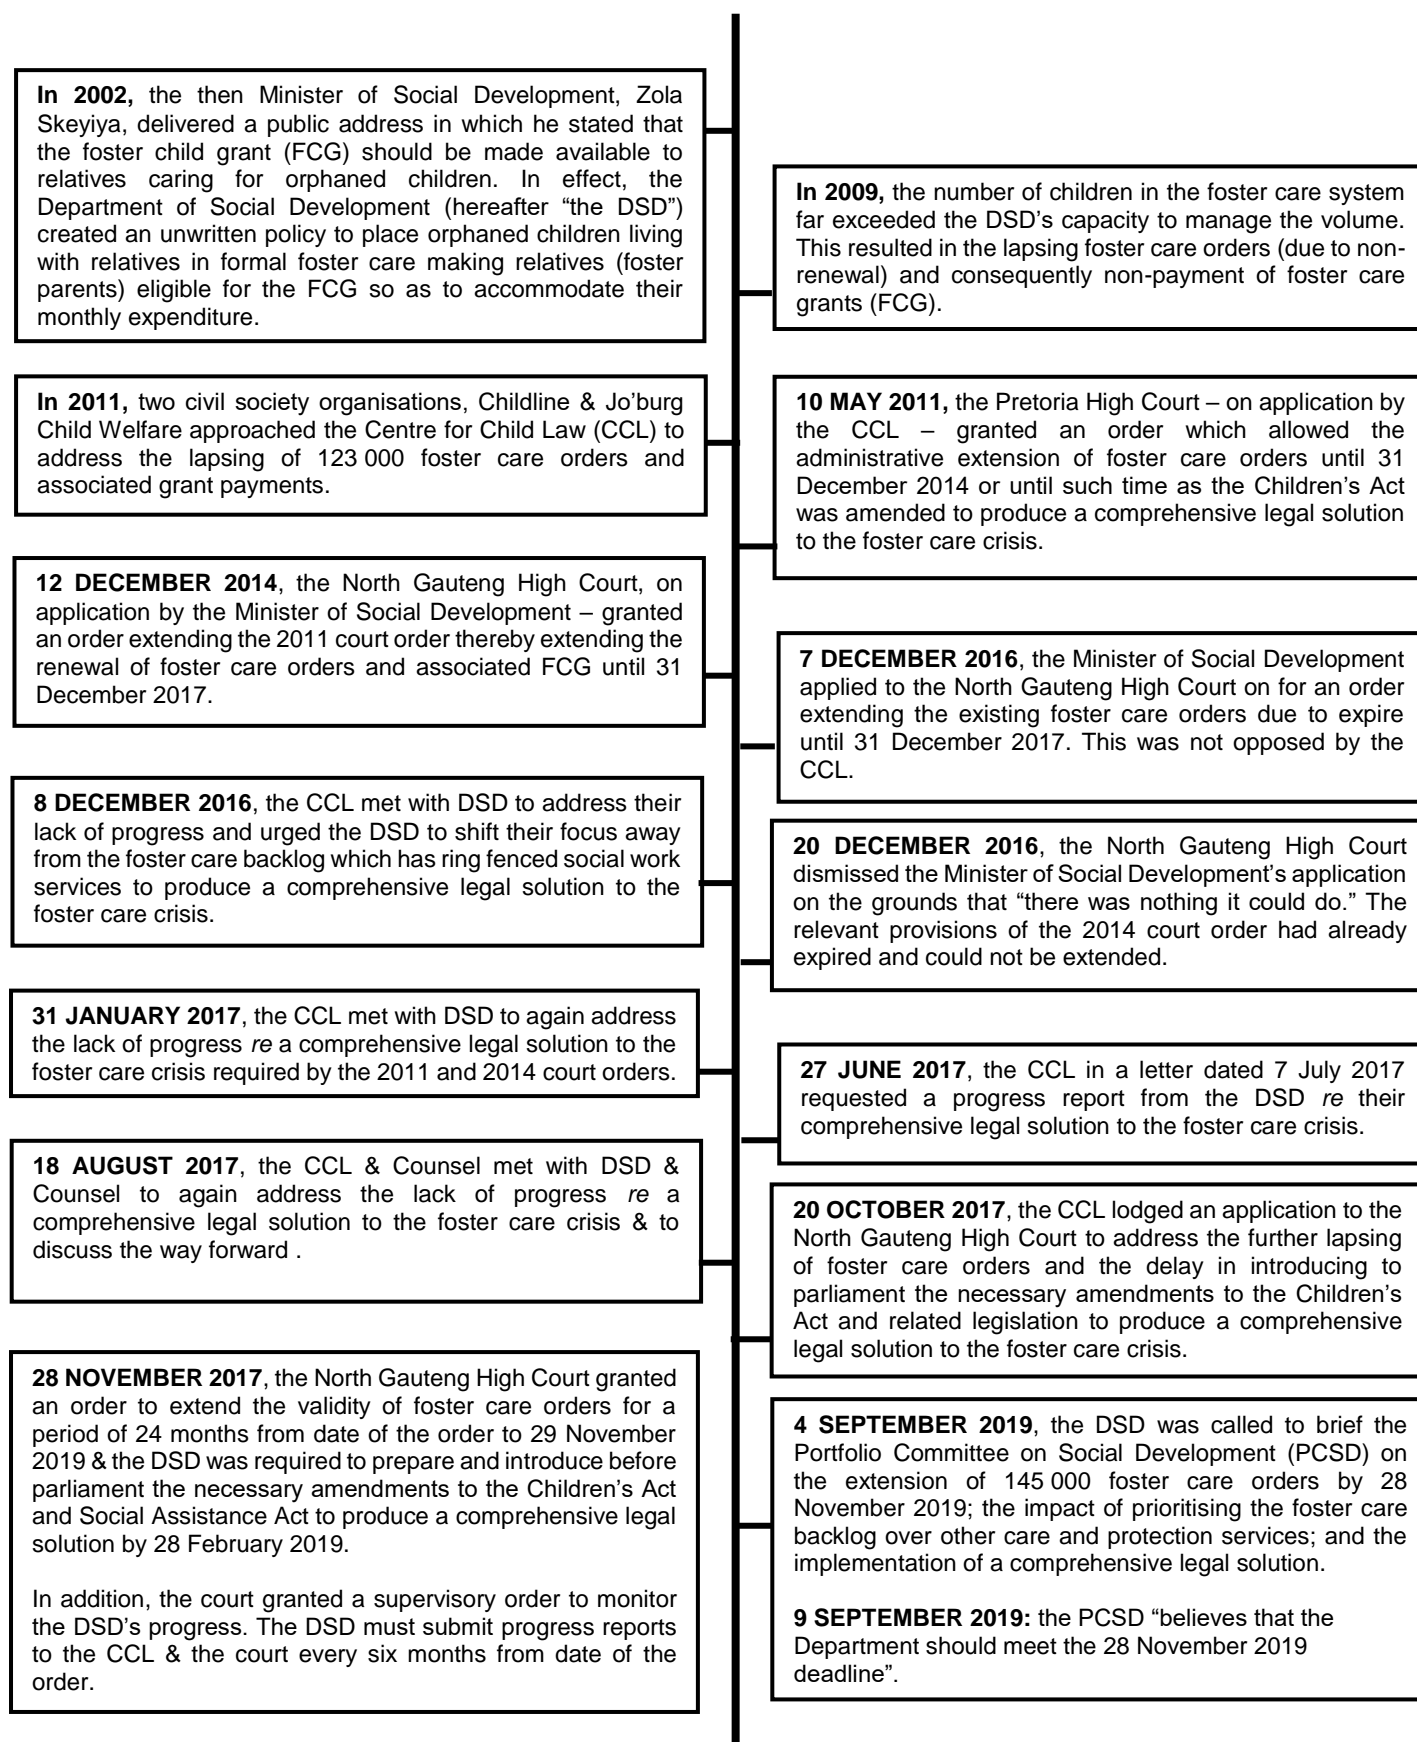 In 2002, the then Minister of Social Development, Zola
Skeyiya, delivered a public address in which he stated that
the foster child grant (FCG) should be made available to
relatives caring for orphaned children. In effect, the
Department of Social Development (hereafter “the DSD”)
created an unwritten policy to place orphaned children living
with relatives in formal foster care making relatives (foster
parents) eligible for the FCG so as to accommodate their
monthly expenditure.
In 2009, the number of children in the foster care system
far exceeded the DSD’s capacity to manage the volume.
This resulted in the lapsing foster care orders (due to non-
renewal) and consequently non-payment of foster care
grants (FCG).
In 2011, two civil society organisations, Childline & Jo’burg
Child Welfare approached the Centre for Child Law (CCL) to
address the lapsing of 123 000 foster care orders and
associated grant payments.
10 MAY 2011, the Pretoria High Court – on application by
the CCL – granted an order which allowed the
administrative extension of foster care orders until 31
December 2014 or until such time as the Children’s Act
was amended to produce a comprehensive legal solution
to the foster care crisis.
12 DECEMBER 2014, the North Gauteng High Court, on
application by the Minister of Social Development – granted
an order extending the 2011 court order thereby extending the
renewal of foster care orders and associated FCG until 31
December 2017.
7 DECEMBER 2016, the Minister of Social Development
applied to the North Gauteng High Court on for an order
extending the existing foster care orders due to expire
until 31 December 2017. This was not opposed by the
CCL.
8 DECEMBER 2016, the CCL met with DSD to address their
lack of progress and urged the DSD to shift their focus away
from the foster care backlog which has ring fenced social work
services to produce a comprehensive legal solution to the
foster care crisis.
20 DECEMBER 2016, the North Gauteng High Court
dismissed the Minister of Social Development’s application
on the grounds that “there was nothing it could do.” The
relevant provisions of the 2014 court order had already
expired and could not be extended.
31 JANUARY 2017, the CCL met with DSD to again address
the lack of progress re a comprehensive legal solution to the
foster care crisis required by the 2011 and 2014 court orders.
27 JUNE 2017, the CCL in a letter dated 7 July 2017
requested a progress report from the DSD re their
comprehensive legal solution to the foster care crisis.
18 AUGUST 2017, the CCL & Counsel met with DSD &
Counsel to again address the lack of progress re a
comprehensive legal solution to the foster care crisis & to
discuss the way forward .
20 OCTOBER 2017, the CCL lodged an application to the
North Gauteng High Court to address the further lapsing
of foster care orders and the delay in introducing to
parliament the necessary amendments to the Children’s
Act and related legislation to produce a comprehensive
legal solution to the foster care crisis.
28 NOVEMBER 2017, the North Gauteng High Court granted
an order to extend the validity of foster care orders for a
period of 24 months from date of the order to 29 November
2019 & the DSD was required to prepare and introduce before
parliament the necessary amendments to the Children’s Act
and Social Assistance Act to produce a comprehensive legal
solution by 28 February 2019.
In addition, the court granted a supervisory order to monitor
the DSD’s progress. The DSD must submit progress reports
to the CCL & the court every six months from date of the
order.
4 SEPTEMBER 2019, the DSD was called to brief the
Portfolio Committee on Social Development (PCSD) on
the extension of 145 000 foster care orders by 28
November 2019; the impact of prioritising the foster care
backlog over other care and protection services; and the
implementation of a comprehensive legal solution.
9 SEPTEMBER 2019: the PCSD “believes that the
Department should meet the 28 November 2019
deadline”.